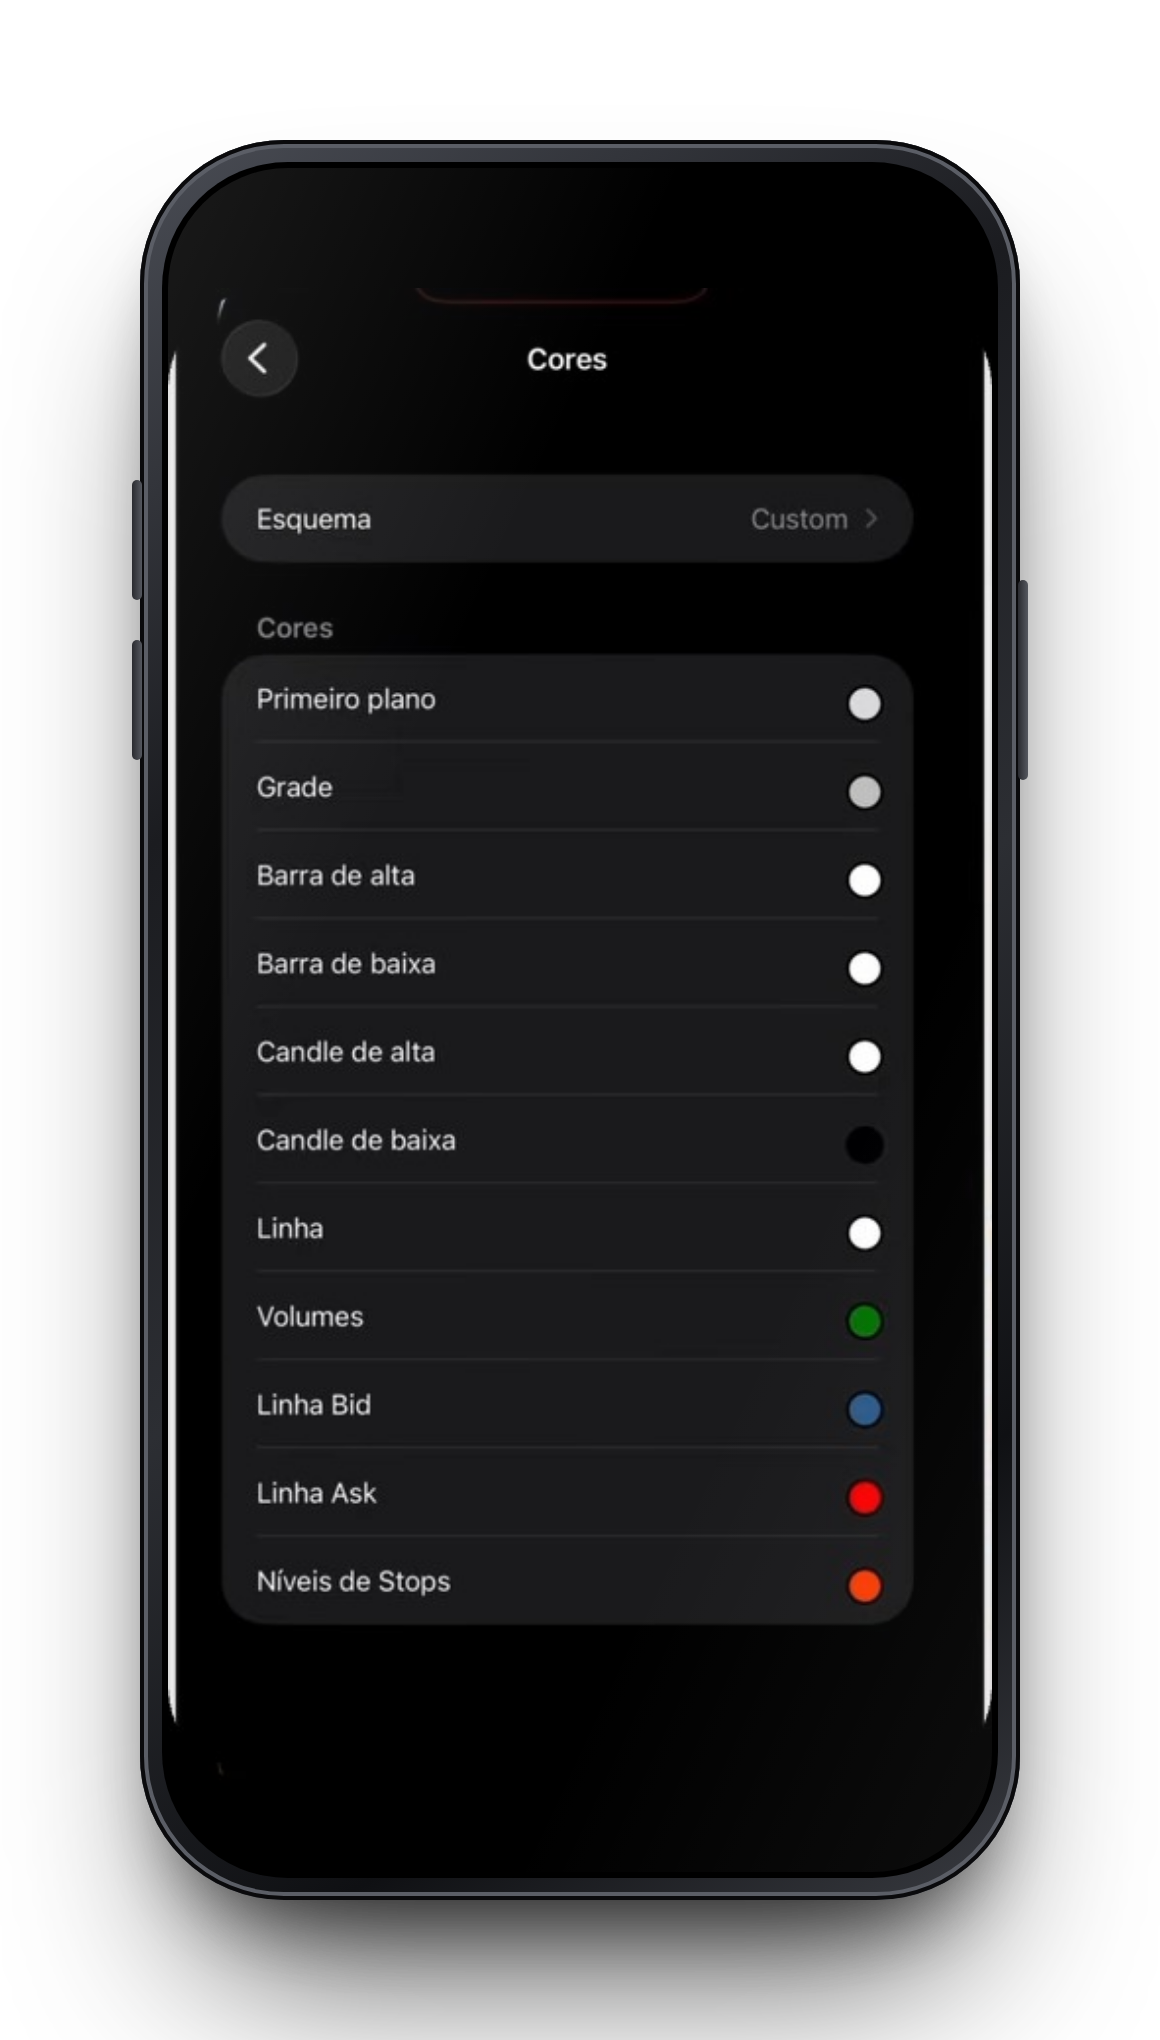 Cores
Esquema
Custom
Cores
Primeiro plano
Grade
Barra de alta
Barra de baixa
Candle de alta
Candle de baixa
Linha
Volumes
Linha Bid
Linha Ask
Níveis de Stops